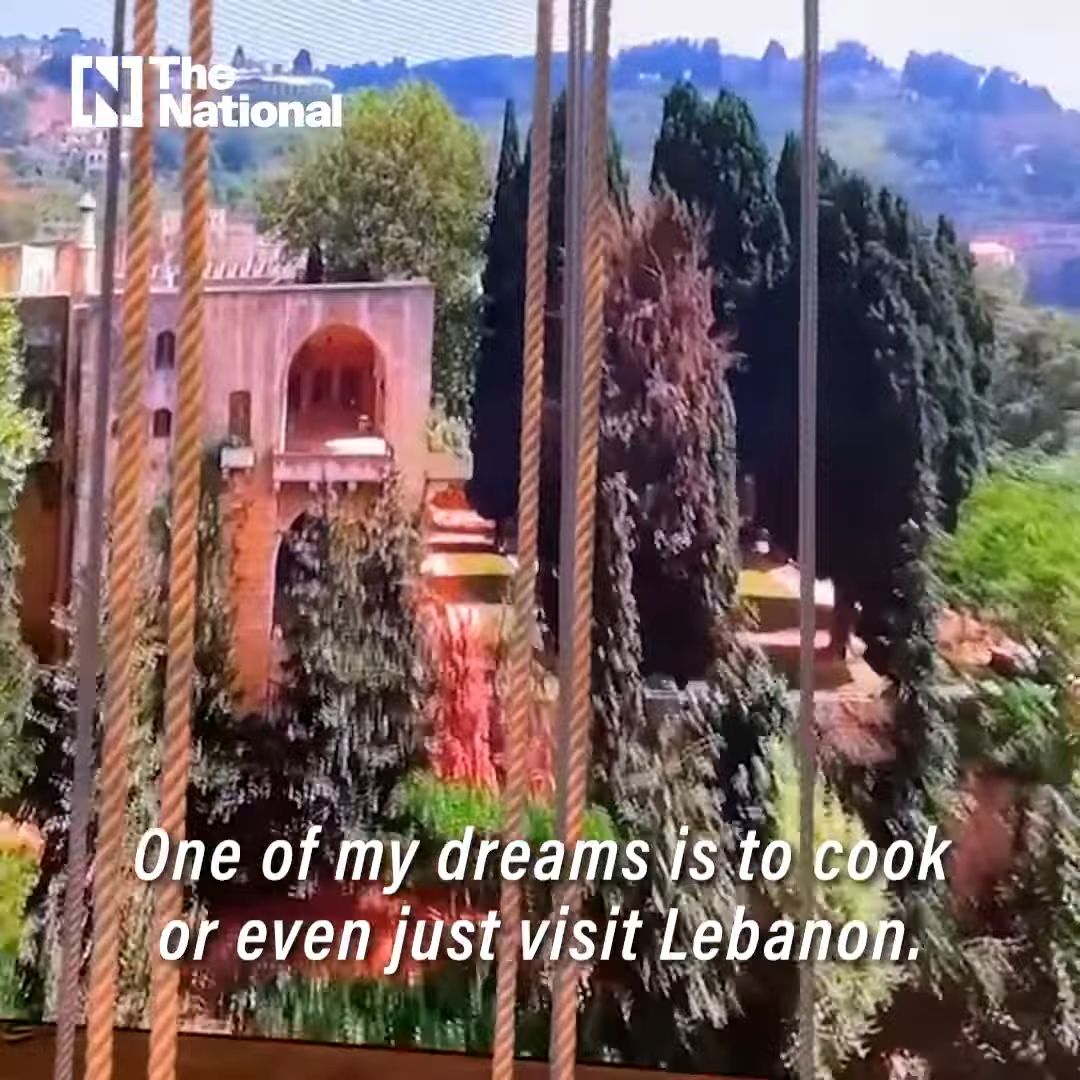 The
National
One of my dreams is to cook
or even just visit Lebanon.